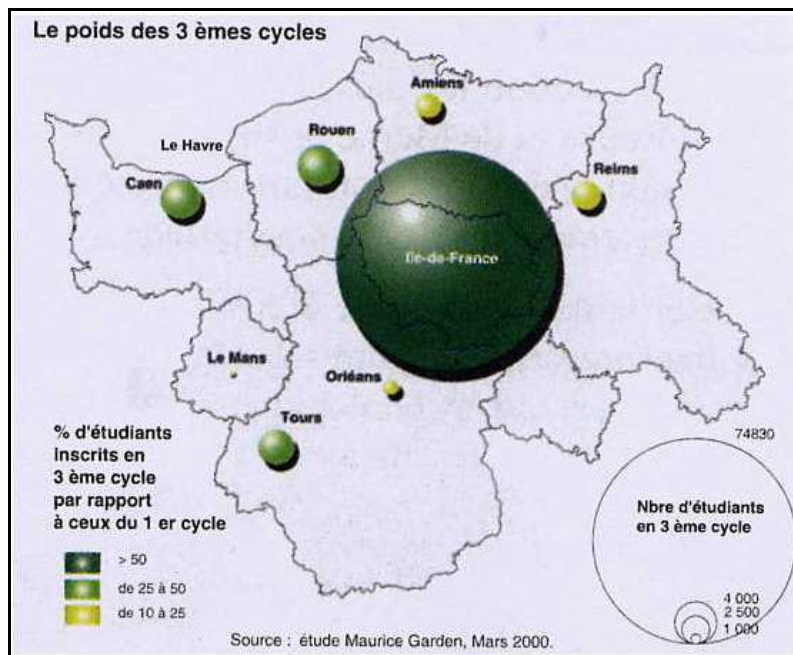 Le poids des 3 èmes cycles
Amiens
Rouen
Le Havre
Reims
Caen
Ile-de-France
Le Mans
Orléans
Tours
% d'étudiants
inscrits en
3 ème cycle
par rapport
à ceux du 1 er cycle
> 50
de 25 à 50
de 10 à 25
74830
Nbre d'étudiants
en 3 ème cycle
4 000
2 500
1 000
Source : étude Maurice Garden, Mars 2000.